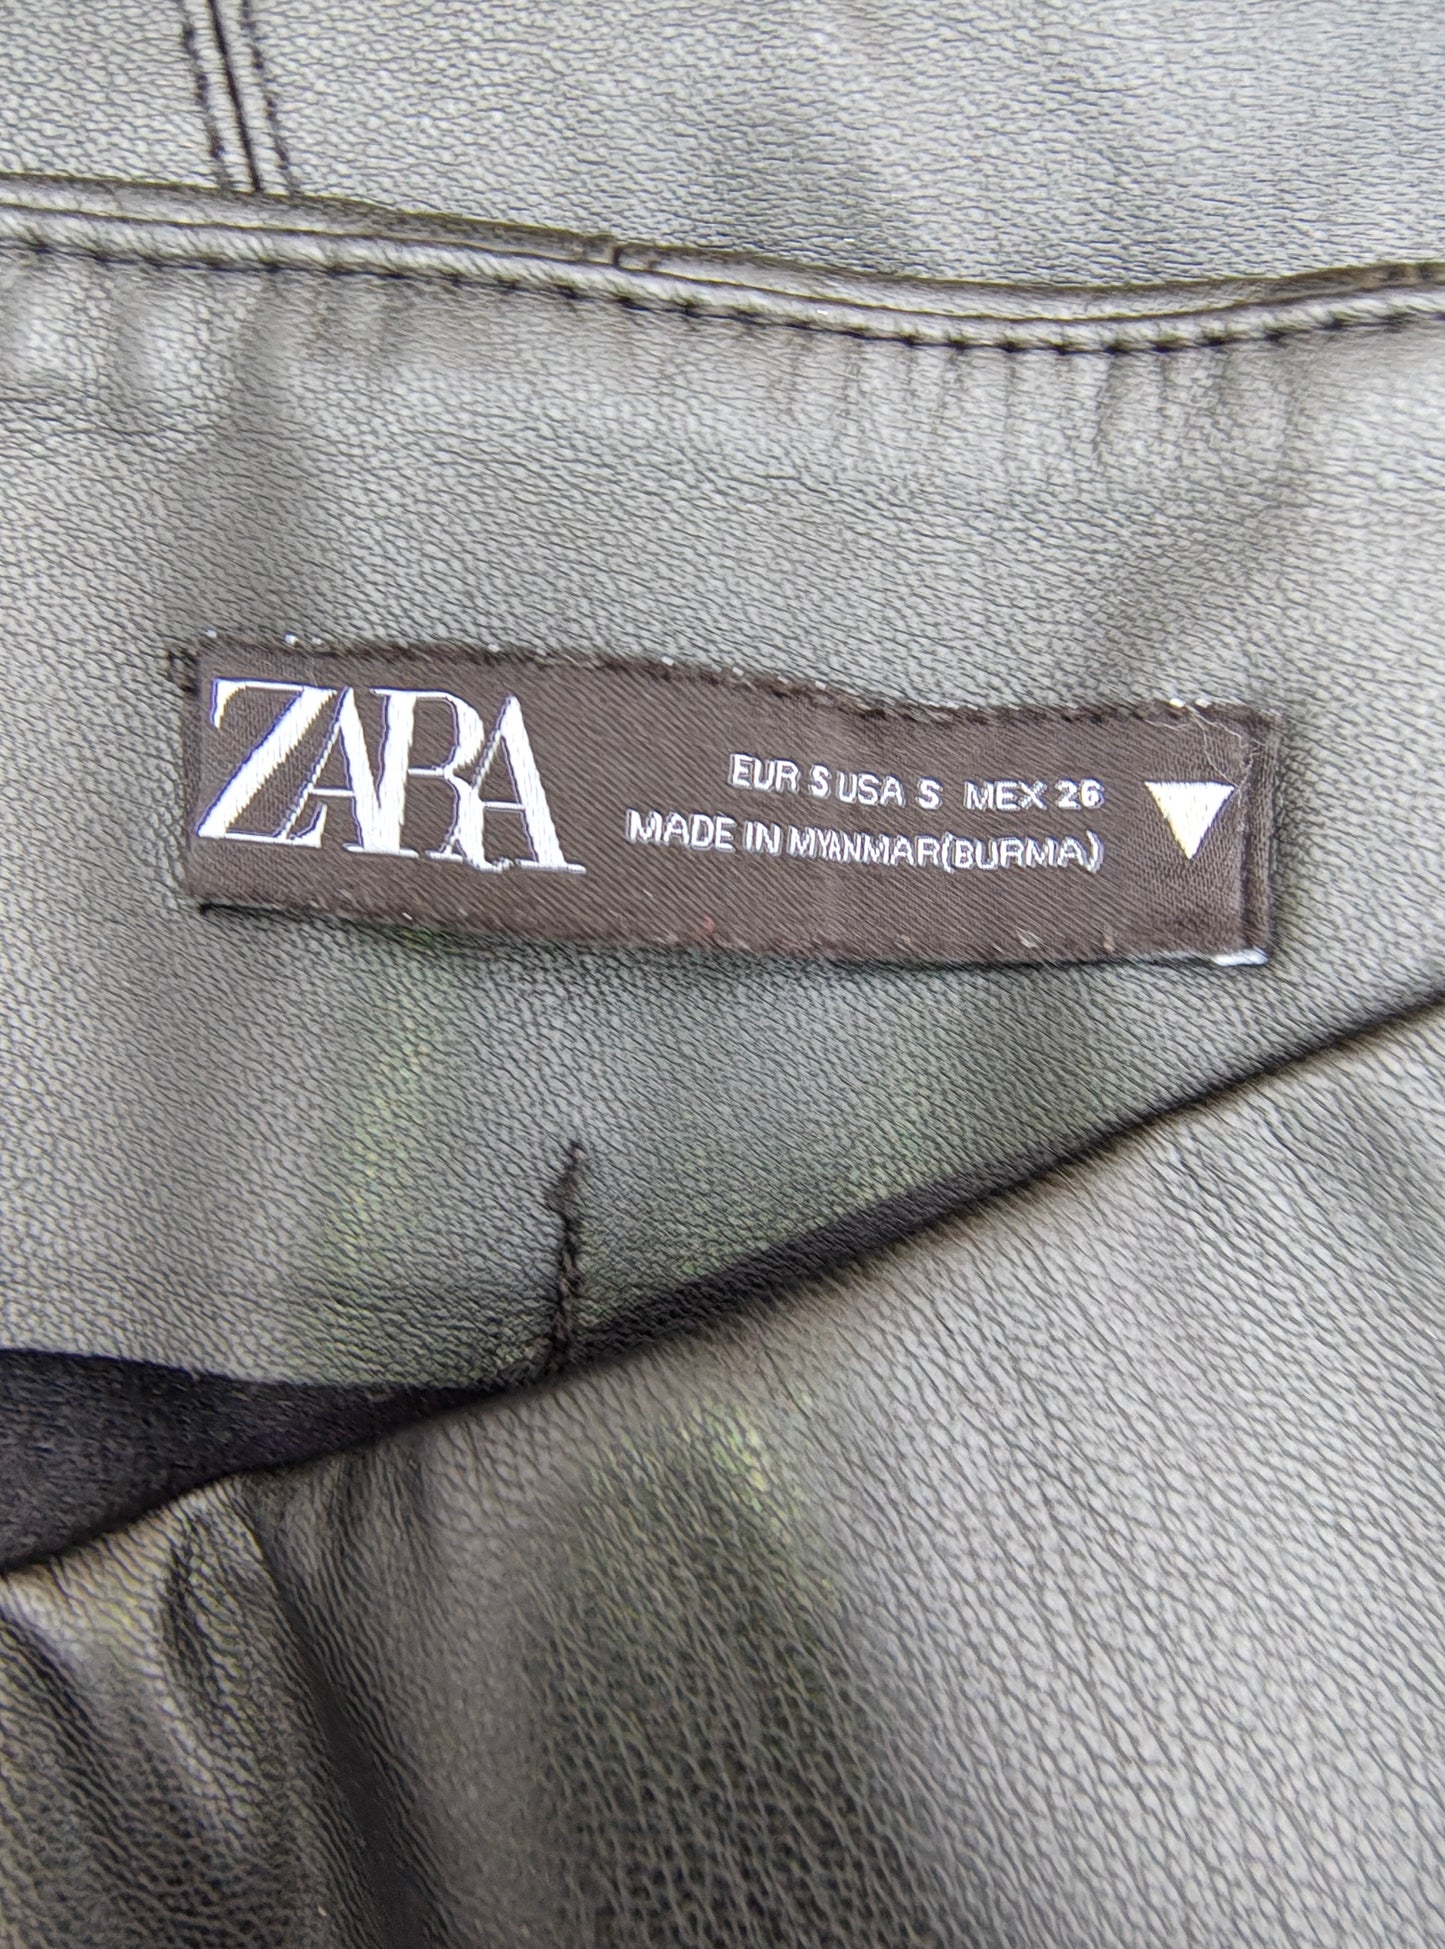 ZARA
EUR S USA S MEX 26
MADE IN MYANMAR(BURMA)